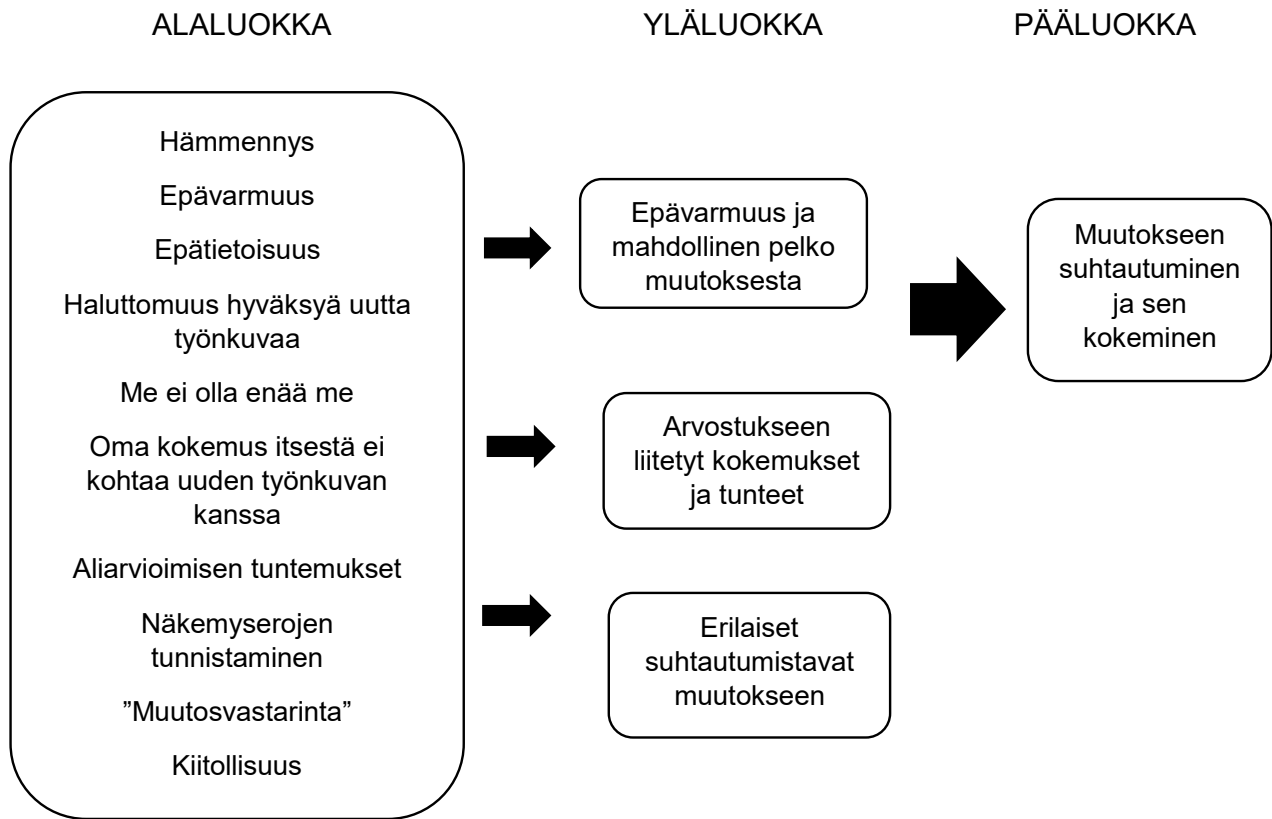 ALALUOKKA
YLÄLUOKKA
PÄÄLUOKKA
Hämmennys
Epävarmuus
Epätietoisuus
Haluttomuus hyväksyä uutta
työnkuvaa
Me ei olla enää me
Oma kokemus itsestä ei
kohtaa uuden työnkuvan
kanssa
Aliarvioimisen tuntemukset
Näkemyserojen
tunnistaminen
”Muutosvastarinta”
Kiitollisuus
Epävarmuus ja
mahdollinen pelko
muutoksesta
Arvostukseen
liitetyt kokemukset
ja tunteet
Erilaiset
suhtautumistavat
muutokseen
Muutokseen
suhtautuminen
ja sen
kokeminen